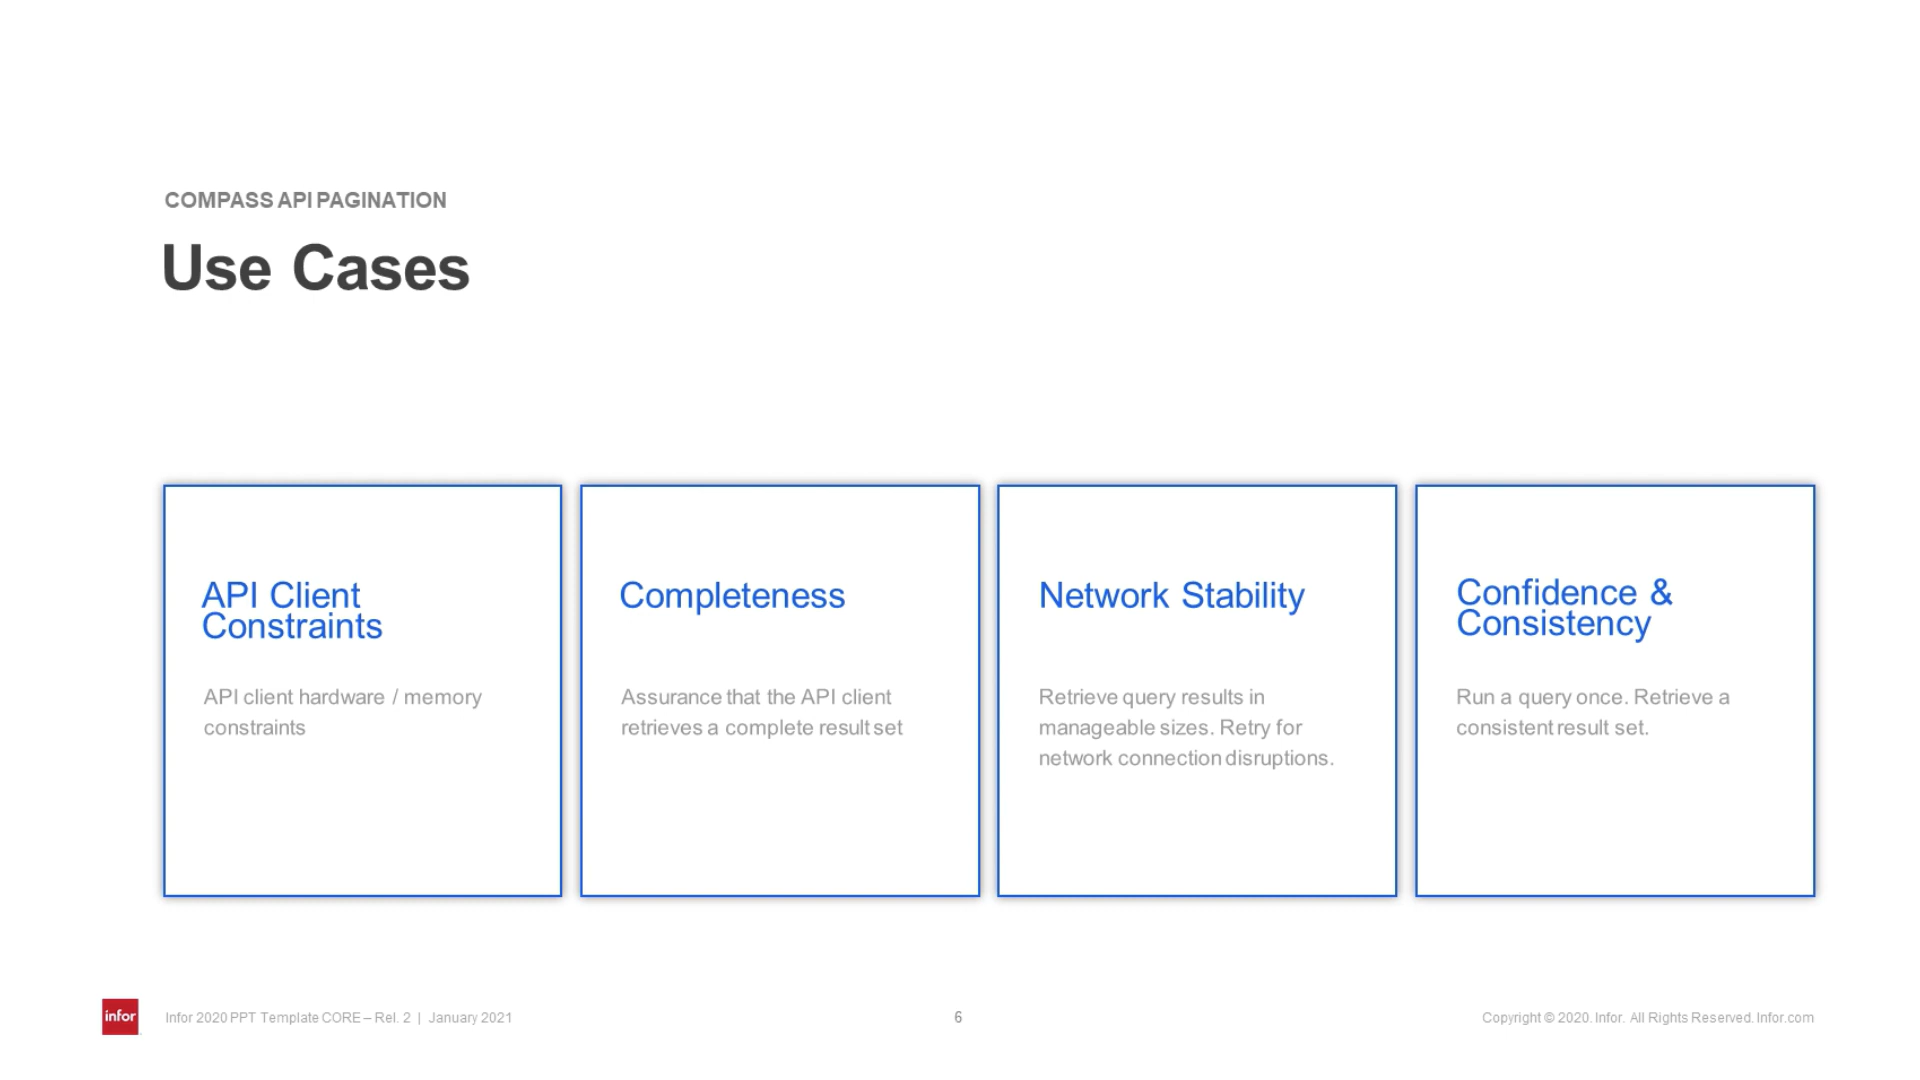 COMPASS API PAGINATION
Use Cases
API Client
Constraints
API client hardware / memory
constraints
Completeness
Assurance that the API client
retrieves a complete result set
Network Stability
Retrieve query results in
manageable sizes. Retry for
network connection disruptions.
Confidence &
Consistency
Run a query once. Retrieve a
consistent result set.
infor
Infor 2020 PPT Template CORE – Rel. 2 | January 2021
6
Copyright © 2020. Infor. All Rights Reserved. Infor.com